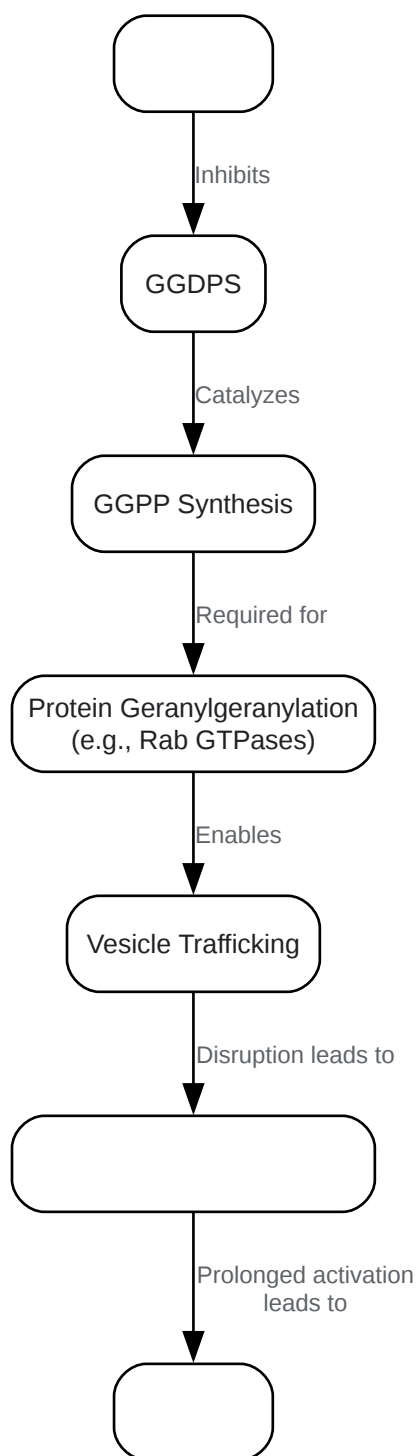 Inhibits
GGDPS
Catalyzes
GGPP Synthesis
Required for
Protein Geranylgeranylation
(e.g., Rab GTPases)
Enables
Vesicle Trafficking
Disruption leads to
Prolonged activation
leads to